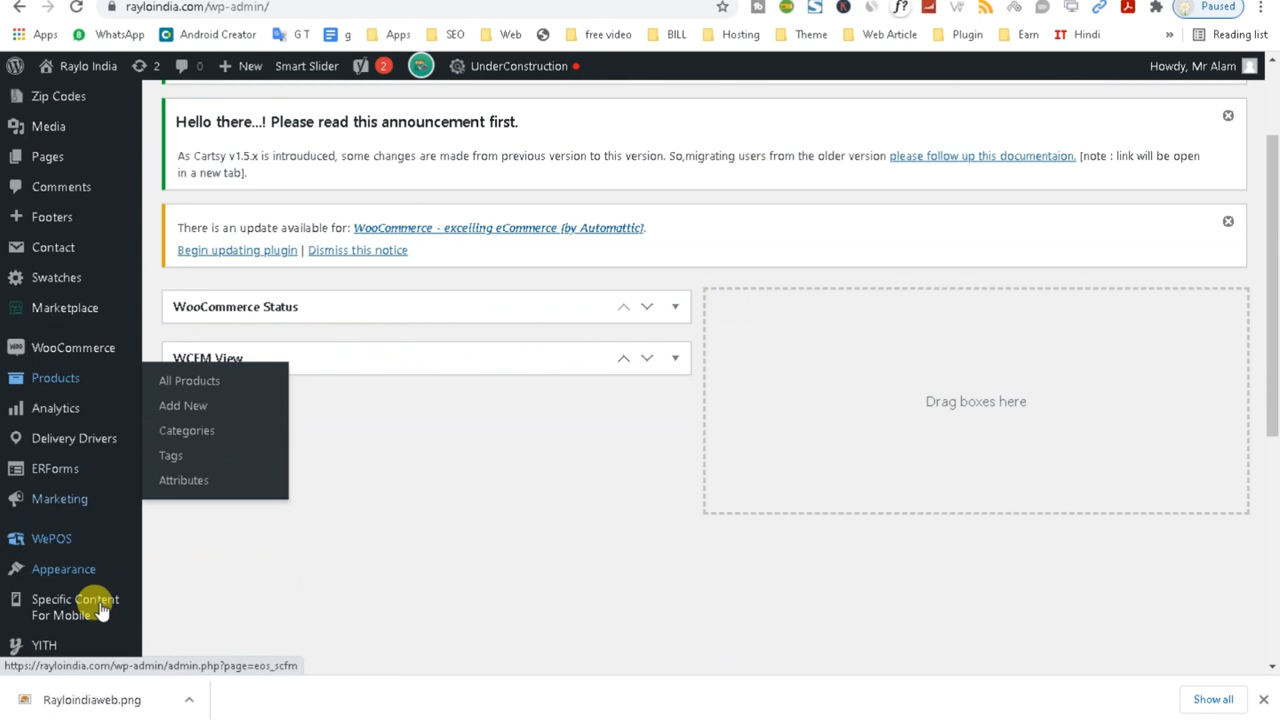 rayloindia.com/wp-admin/
Paused
Apps
WhatsApp
Android Creator
G T
g
Apps
SEO
Web
free video
BILL
Hosting
Theme
Web Article
Plugin
Earn
IT Hindi
»
Reading list
Raylo India
2
0
New
Smart Slider
2
UnderConstruction
Howdy, Mr Alam
Zip Codes
Media
Pages
Comments
Footers
Contact
Swatches
Marketplace
WooCommerce
Products
Analytics
Delivery Drivers
ERForms
Marketing
WePOS
Appearance
Specific Content
For Mobile
YITH
All Products
Add New
Categories
Tags
Attributes
Hello there...! Please read this announcement first.
As Cartsy v1.5.x is introuduced, some changes are made from previous version to this version. So,migrating users from the older version please follow up this documentaion. [note : link will be open
in a new tab].
There is an update available for: WooCommerce - excelling eCommerce [by Automattic].
Begin updating plugin | Dismiss this notice
WooCommerce Status
WCFM View
Drag boxes here
https://rayloindia.com/wp-admin/admin.php?page=eos_scfm
Rayloindiaweb.png
Show all